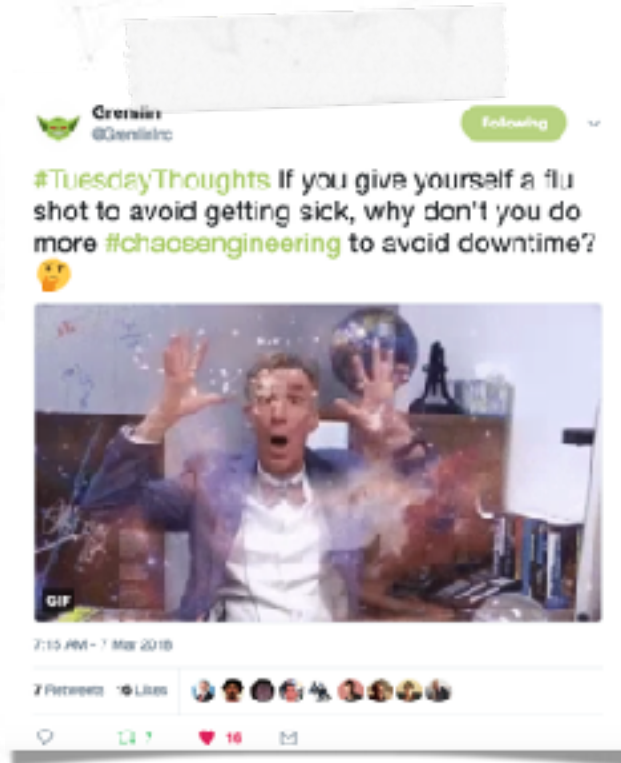 Gremlin
@GremlinInc
Following
#TuesdayThoughts If you give yourself a flu
shot to avoid getting sick, why don't you do
more #chaosengineering to avoid downtime?
GIF
7:15 AM - 7 Mar 2018
7 Retweets 16 Likes
7 16